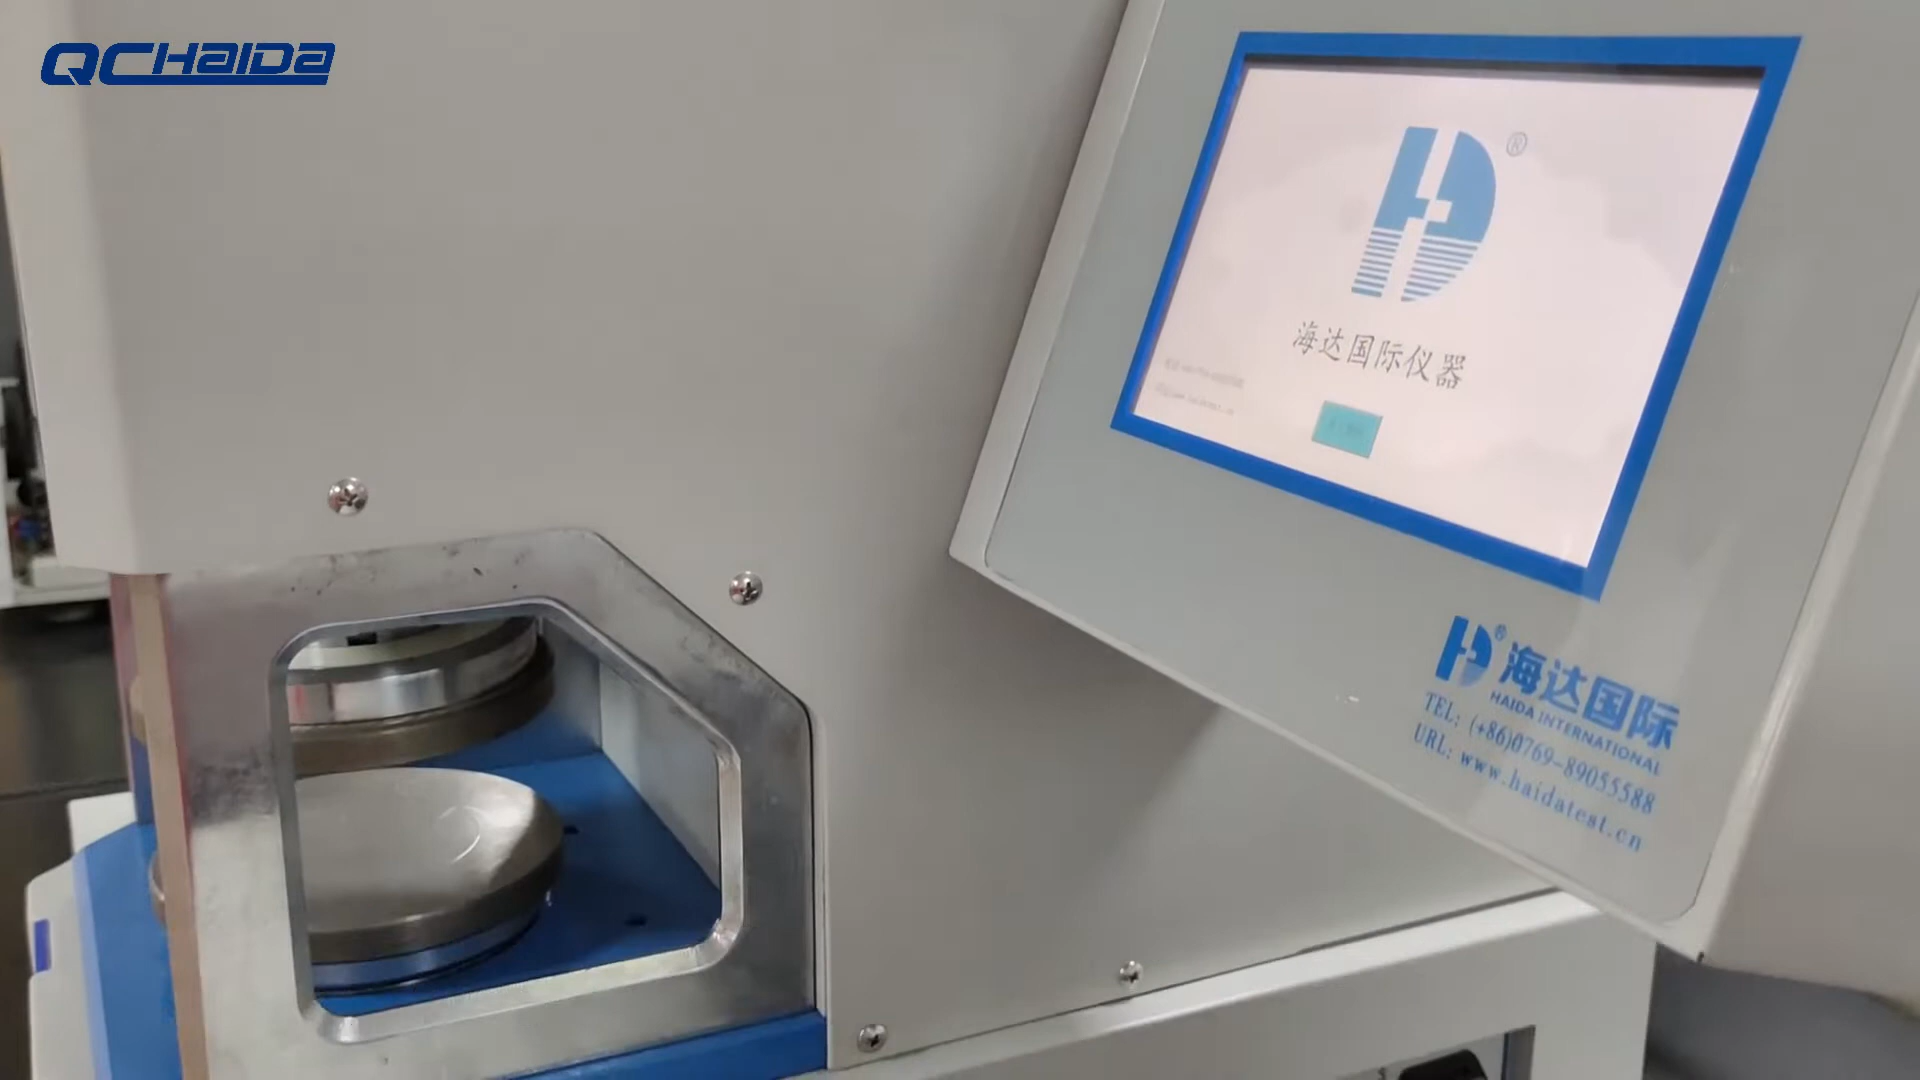 QCHaiDa
®
海达国际仪器
® 海达国际
HAIDA INTERNATIONAL
TEL: (+86)0769-89055588
URL: www.haidatest.cn